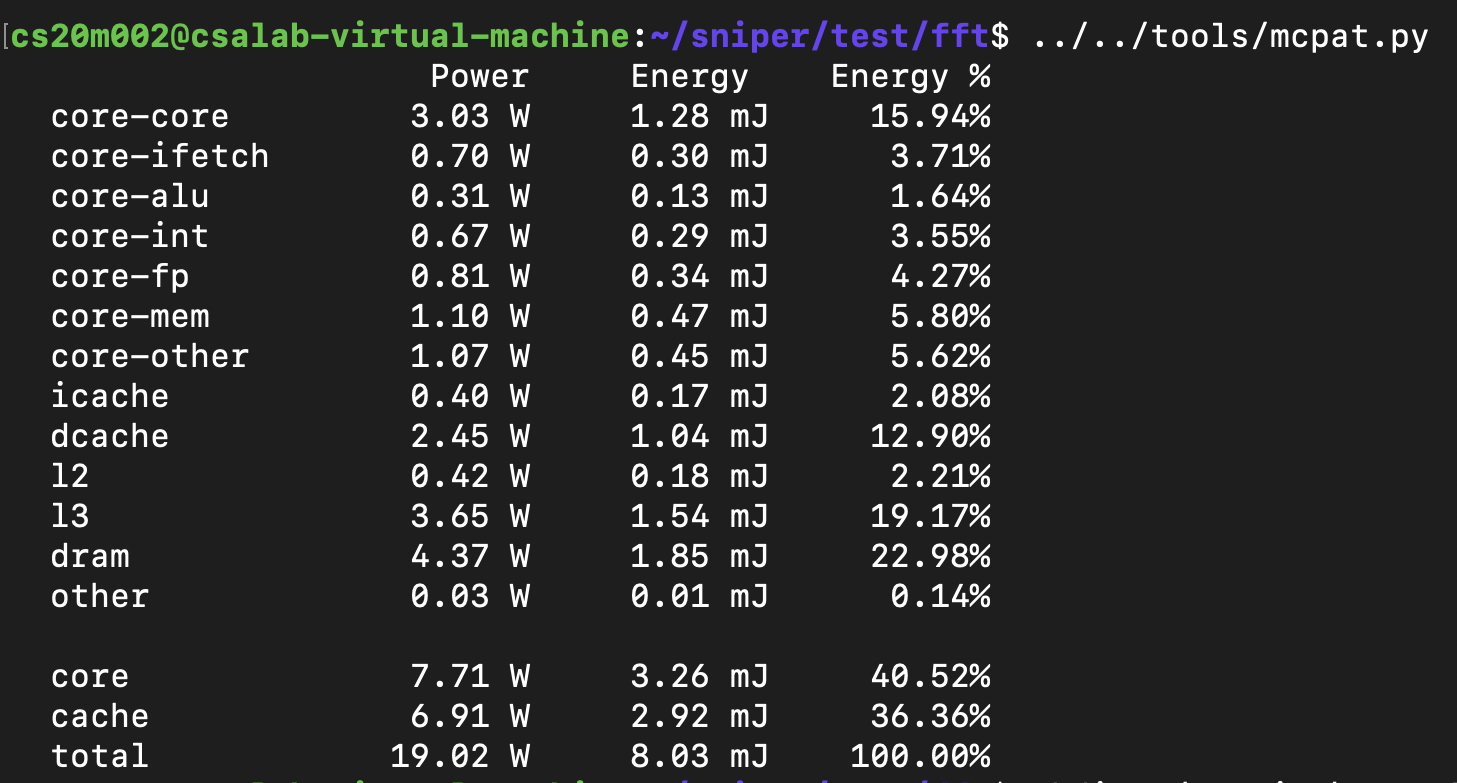 [cs20m002@csalab-virtual-machine:~/sniper/test/fft$ ../../tools/mcpat.py
Power Energy Energy %
core-core 3.03 W 1.28 mJ 15.94%
core-ifetch 0.70 W 0.30 mJ 3.71%
core-alu 0.31 W 0.13 mJ 1.64%
core-int 0.67 W 0.29 mJ 3.55%
core-fp 0.81 W 0.34 mJ 4.27%
core-mem 1.10 W 0.47 mJ 5.80%
core-other 1.07 W 0.45 mJ 5.62%
icache 0.40 W 0.17 mJ 2.08%
dcache 2.45 W 1.04 mJ 12.90%
l2 0.42 W 0.18 mJ 2.21%
l3 3.65 W 1.54 mJ 19.17%
dram 4.37 W 1.85 mJ 22.98%
other 0.03 W 0.01 mJ 0.14%
core 7.71 W 3.26 mJ 40.52%
cache 6.91 W 2.92 mJ 36.36%
total 19.02 W 8.03 mJ 100.00%